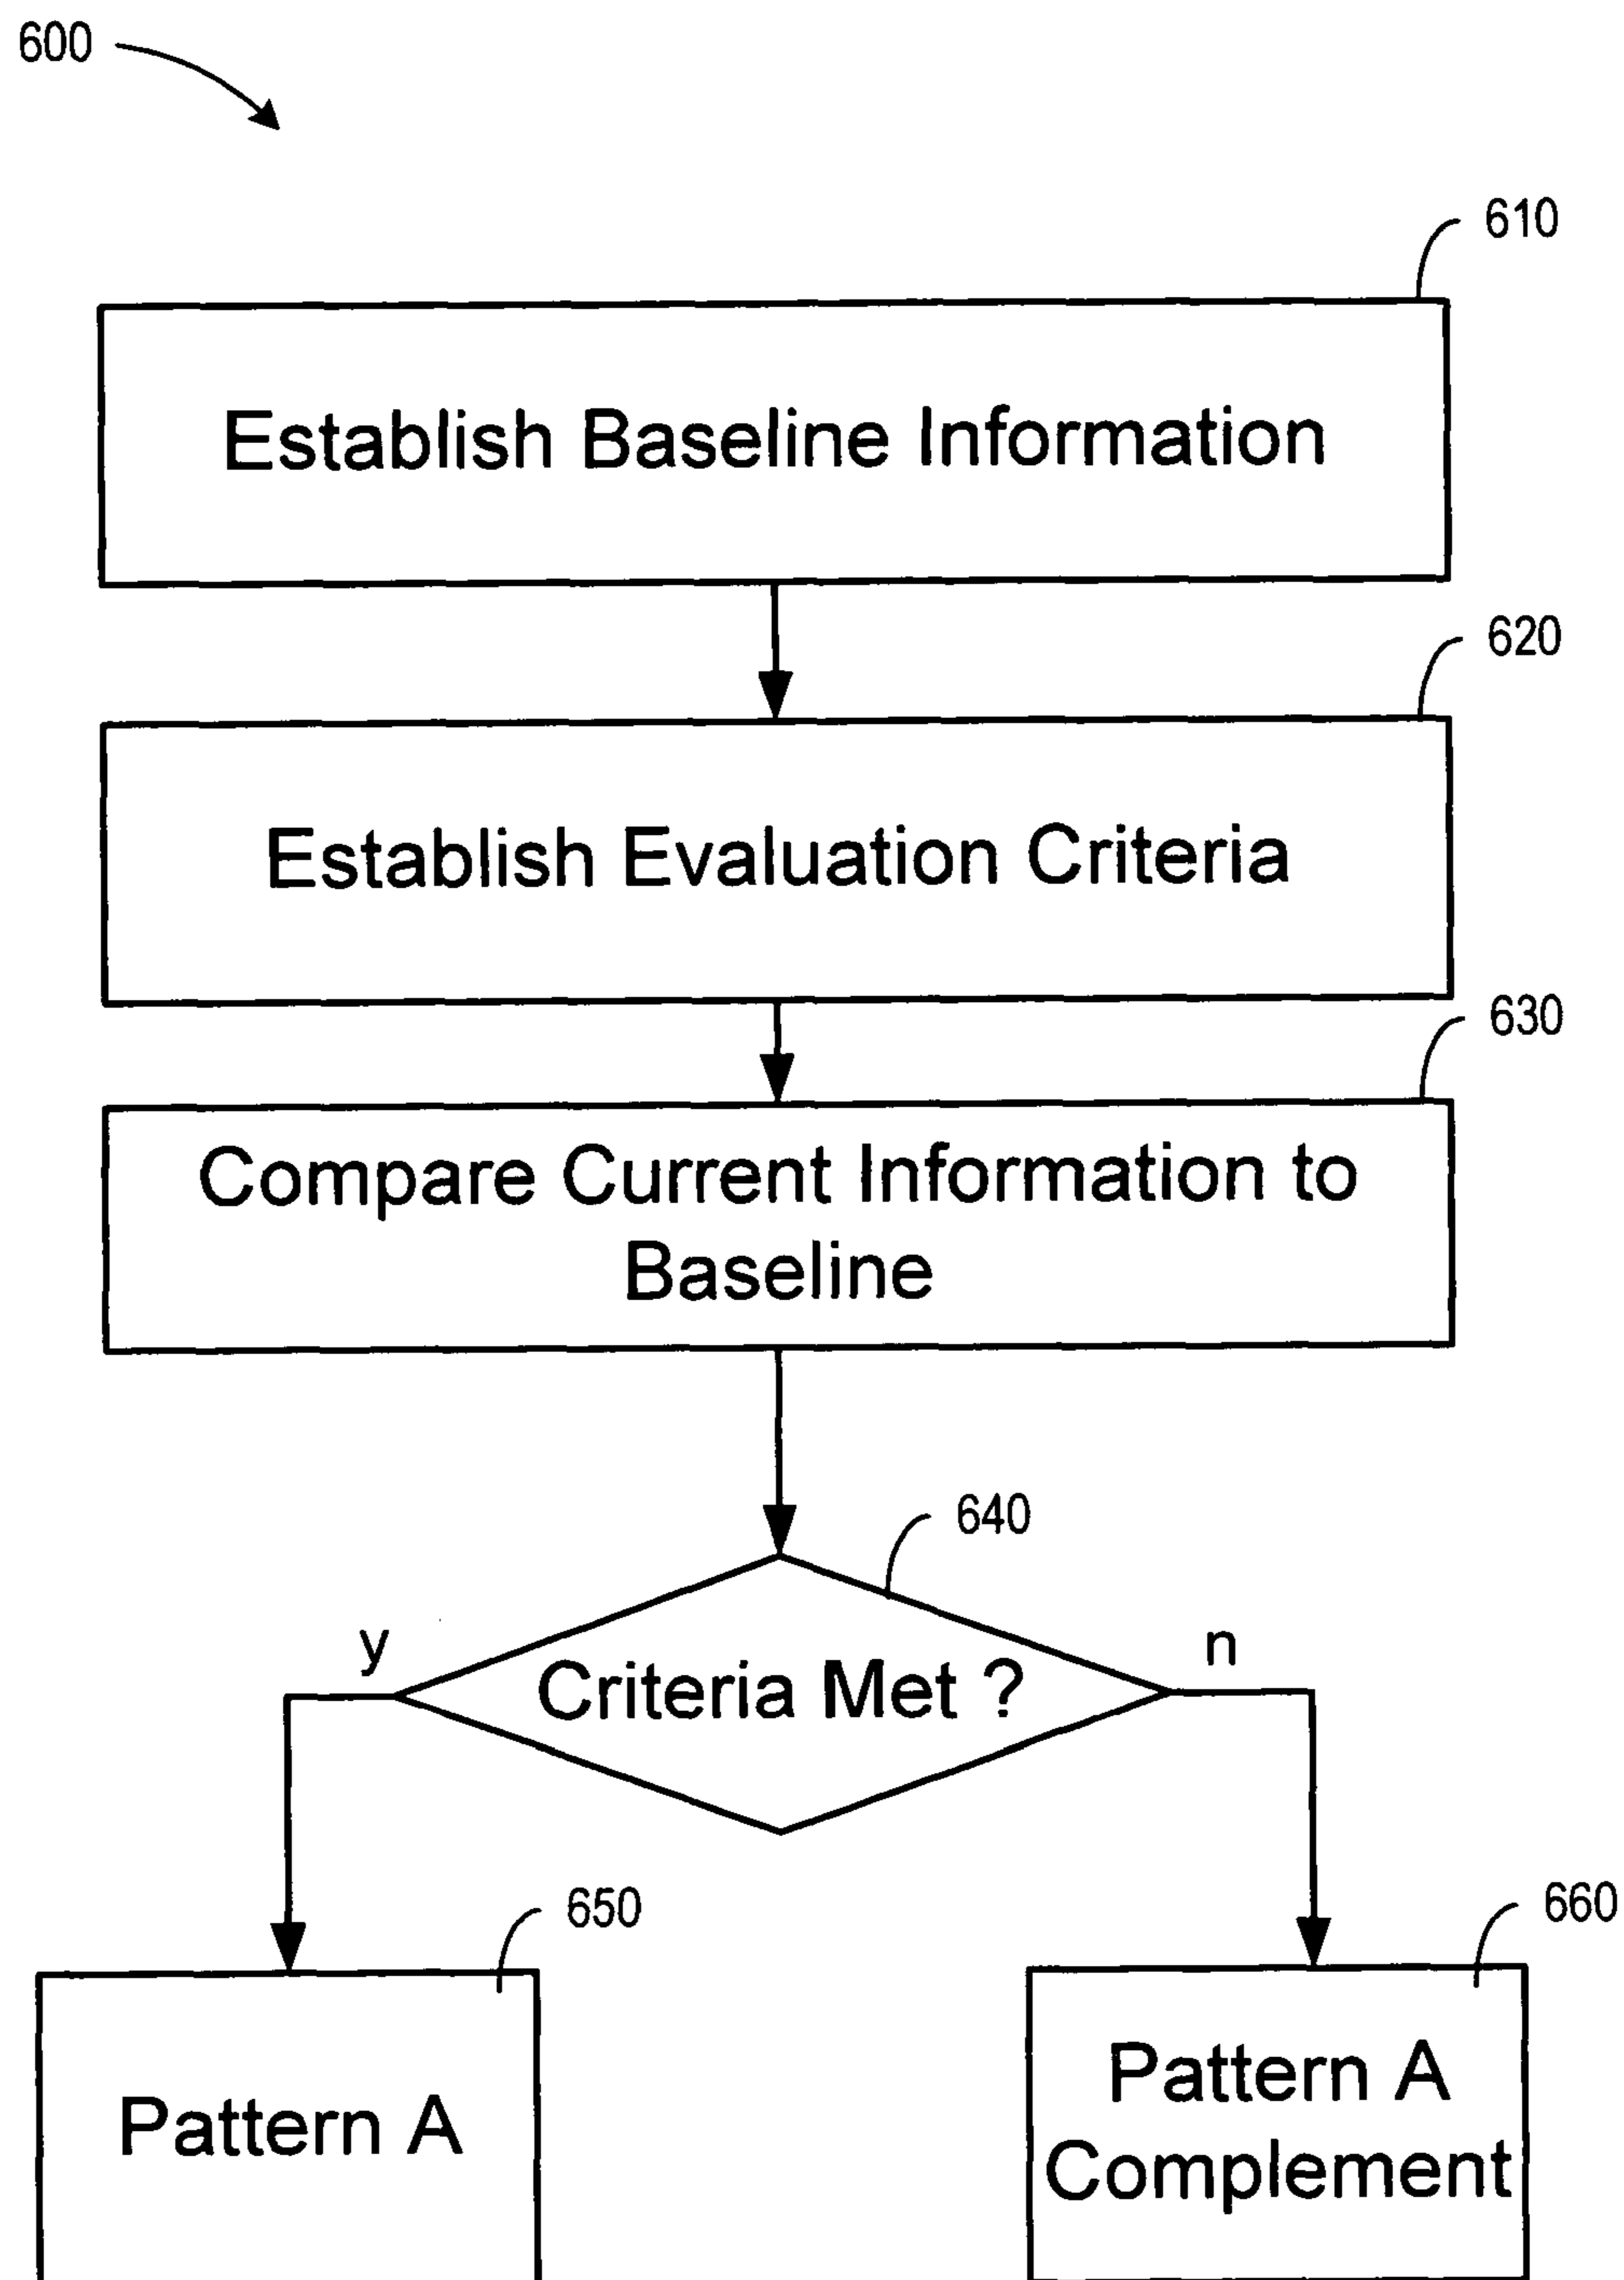 600
610
Establish Baseline Information
620
Establish Evaluation Criteria
630
Compare Current Information to
Baseline
640
y
n
Criteria Met ?
650
660
Pattern A
Pattern A
Complement